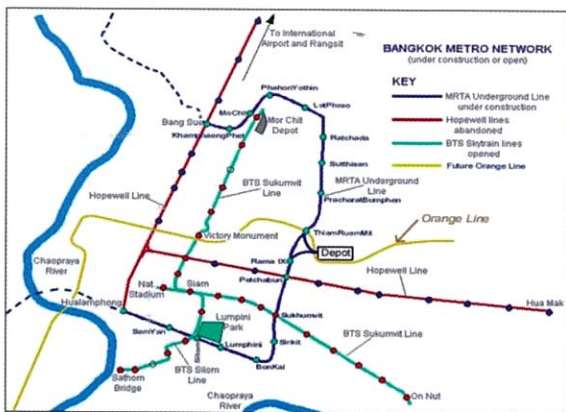 To International
Airport and Rangsit
BANGKOK METRO NETWORK
(under construction or open)
KEY
MRTA Underground Line
under construction
Hopewell lines
abandoned
BTS Skytrain lines
opened
Future Orange Line
PhahonYothin
MoChit
LatPhrao
Bang Sue
KhamphaengPhet
Mor Chit
Depot
Ratchada
Sutthisan
BTS Sukumvit
Line
MRTA Underground
Line
PracharatBumphen
Hopewell Line
Orange Line
ThiamRuamMit
Victory Monument
Depot
Chaopraya
River
Rama IX
Hopewell
Line
Petchaburi
Nat.
Stadium
Siam
Hua Mak
Hualamphong
Lumpini
Park
Sukhumvit
SamYan
Silom
Lumphini
Sirikit
BTS Sukumvit Line
BTS Silom
Line
BonKai
Sathorn
Bridge
On Nut
Chaopraya
River